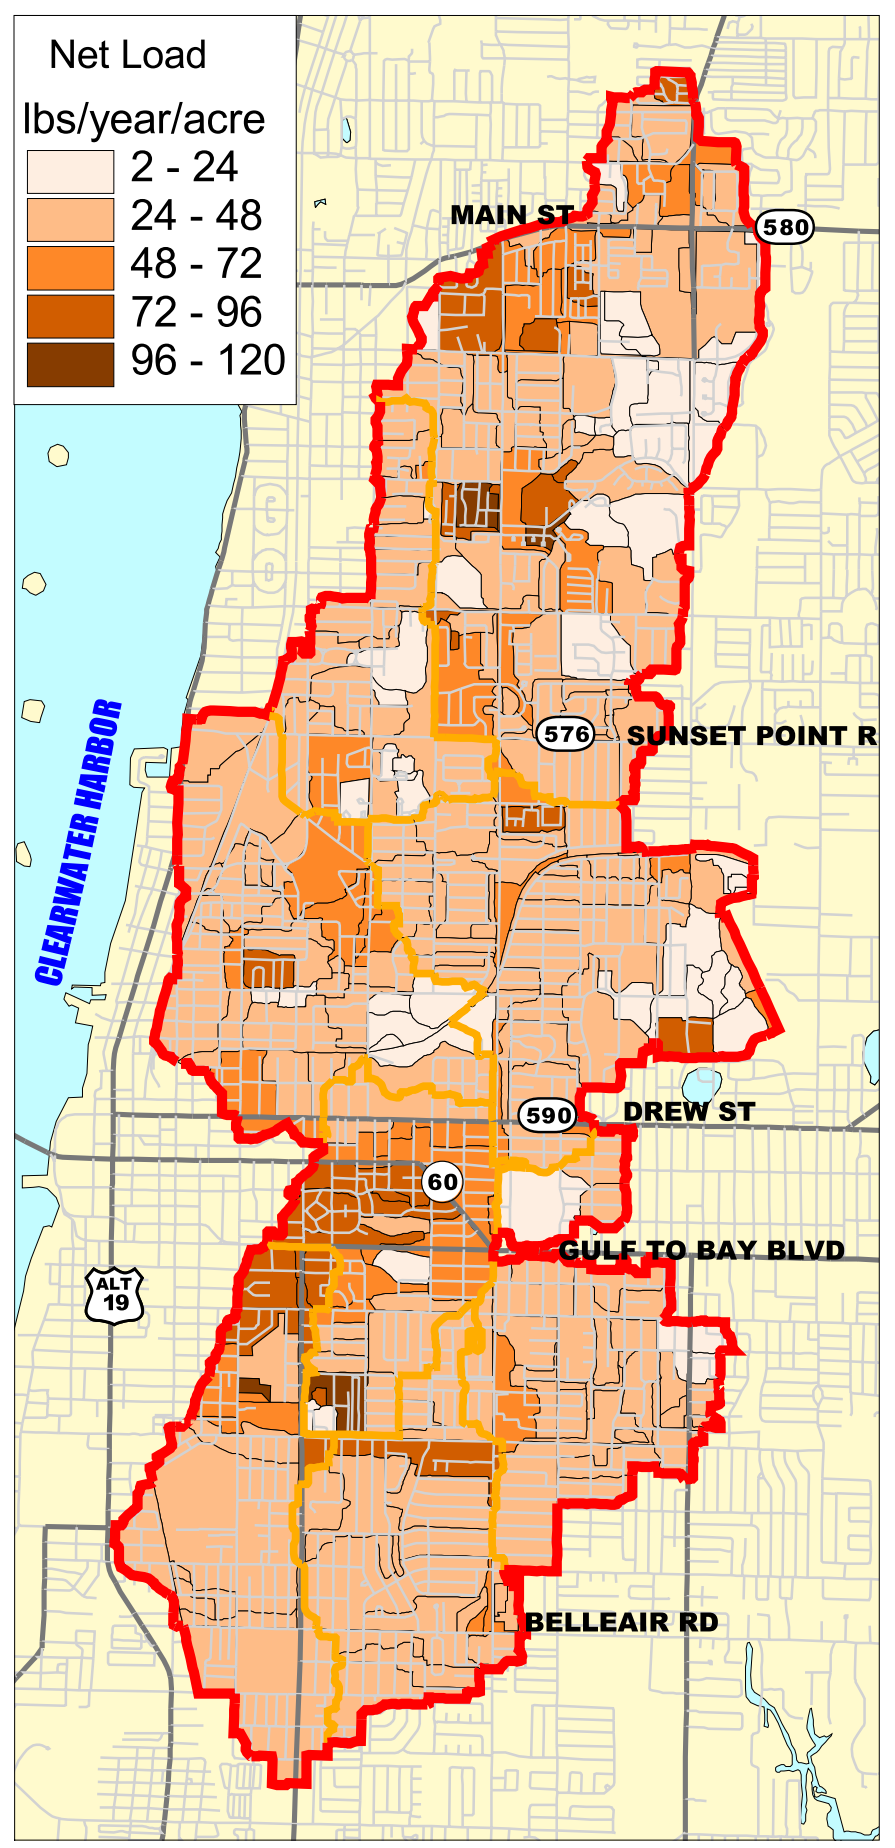 Net Load
lbs/year/acre
2 - 24
24 - 48
48 - 72
72 - 96
96 - 120
MAIN ST
580
CLEARWATER HARBOR
576
SUNSET POINT R
590
DREW ST
60
GULF TO BAY BLVD
ALT
19
BELLEAIR RD